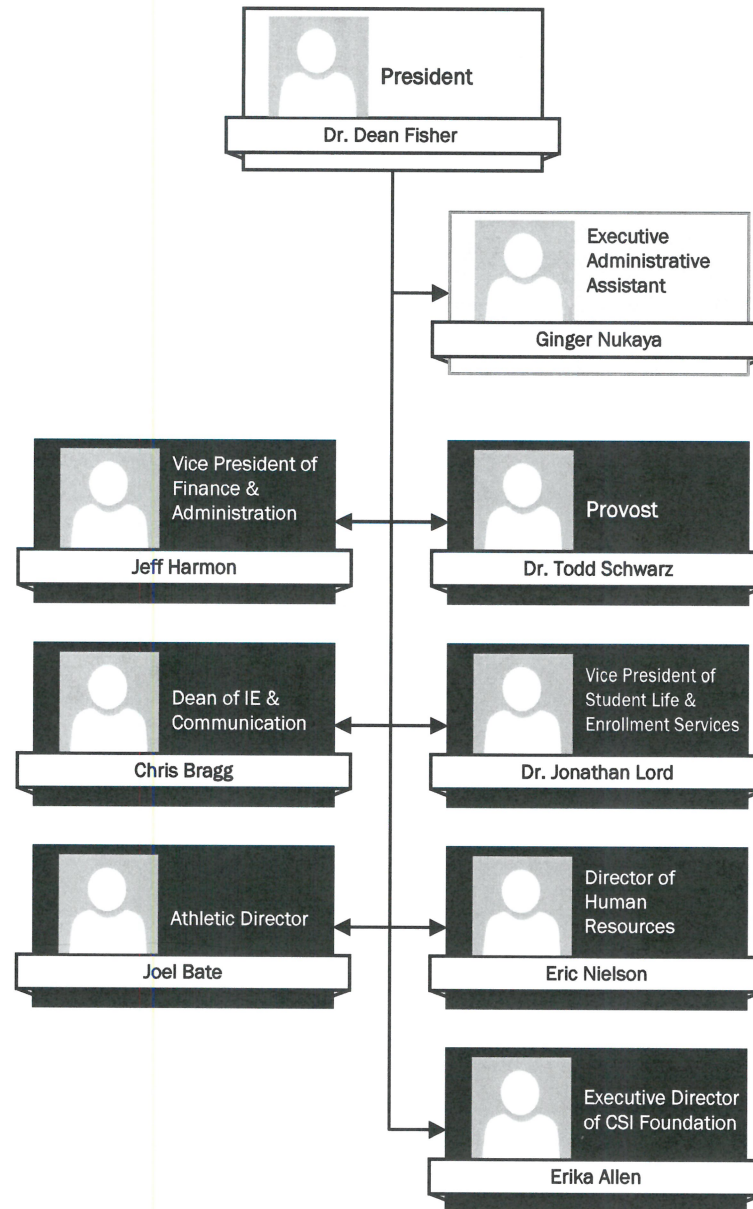 President
Dr. Dean Fisher
Executive
Administrative
Assistant
Ginger Nukaya
Vice President of
Finance &
Administration
Jeff Harmon
Provost
Dr. Todd Schwarz
Dean of IE &
Communication
Chris Bragg
Vice President of
Student Life &
Enrollment Services
Dr. Jonathan Lord
Athletic Director
Joel Bate
Director of
Human
Resources
Eric Nielson
Executive Director
of CSI Foundation
Erika Allen